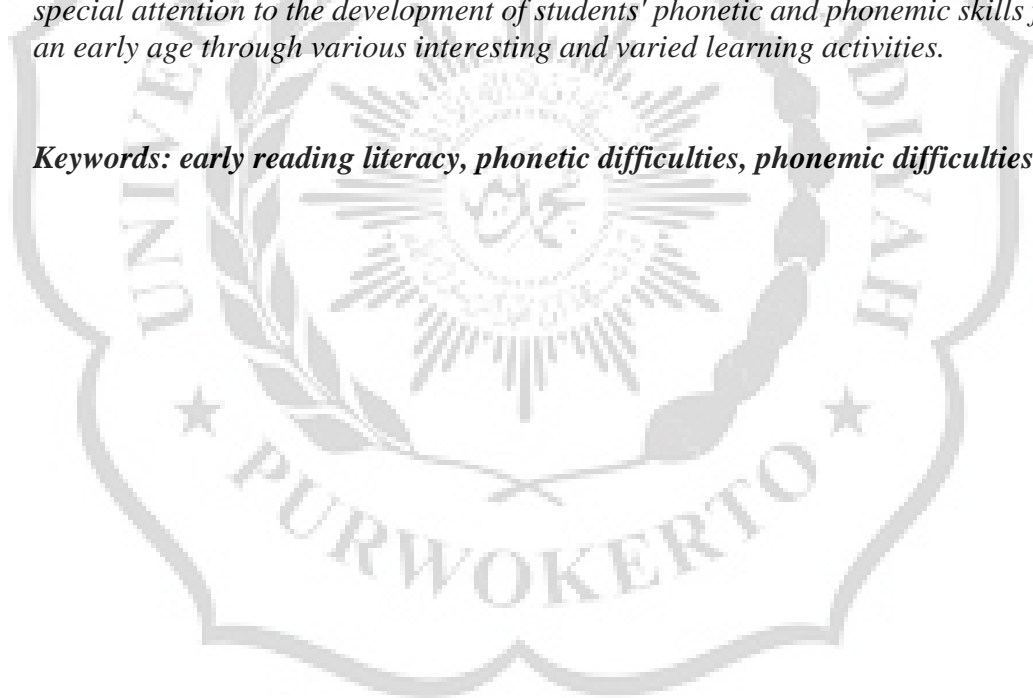 special attention to the development of students' phonetic and phonemic skills
an early age through various interesting and varied learning activities.
Keywords: early reading literacy, phonetic difficulties, phonemic difficulties
PURWOKERTO